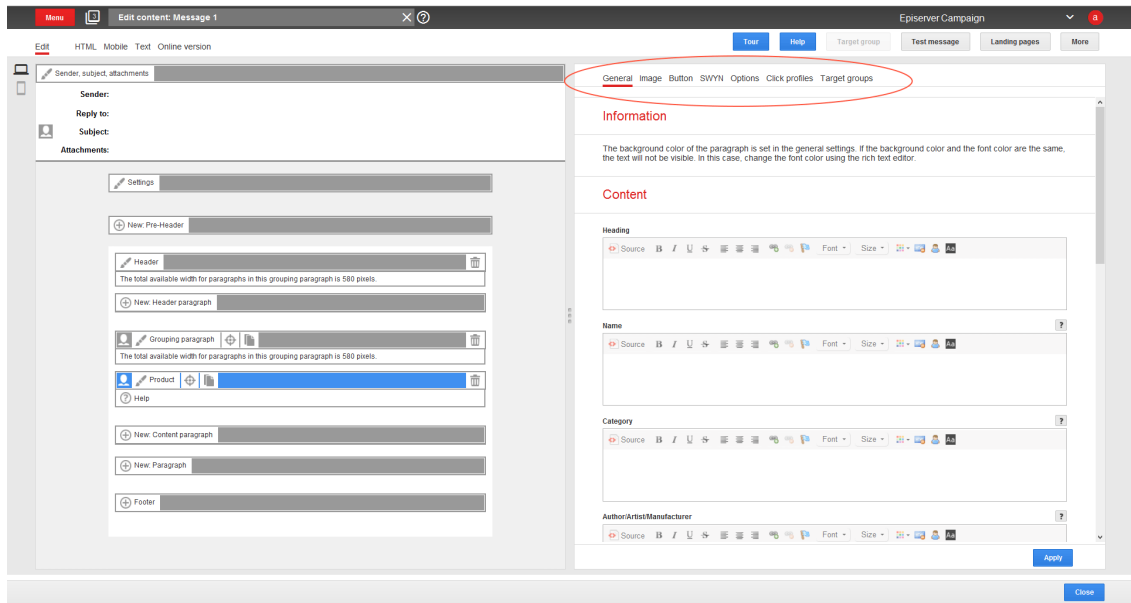 Menu
3
Edit content: Message 1
Episerver Campaign
a
Edit
HTML Mobile Text Online version
Tour
Help
Target group
Test message
Landing pages
More
Sender, subject, attachments
Sender:
Reply to:
Subject:
Attachments:
Settings
New: Pre-Header
Header
The total available width for paragraphs in this grouping paragraph is 580 pixels.
New: Header paragraph
Grouping paragraph
The total available width for paragraphs in this grouping paragraph is 580 pixels.
Product
Help
New: Content paragraph
New: Paragraph
Footer
General Image Button SWYN Options Click profiles Target groups
Information
The background color of the paragraph is set in the general settings. If the background color and the font color are the same,
the text will not be visible. In this case, change the font color using the rich text editor.
Content
Heading
Source B I U S Font Size Aa
Name ?
Source B I U S Font Size Aa
Category ?
Source B I U S Font Size Aa
Author/Artist/Manufacturer ?
Source B I U S Font Size Aa
Apply
Close